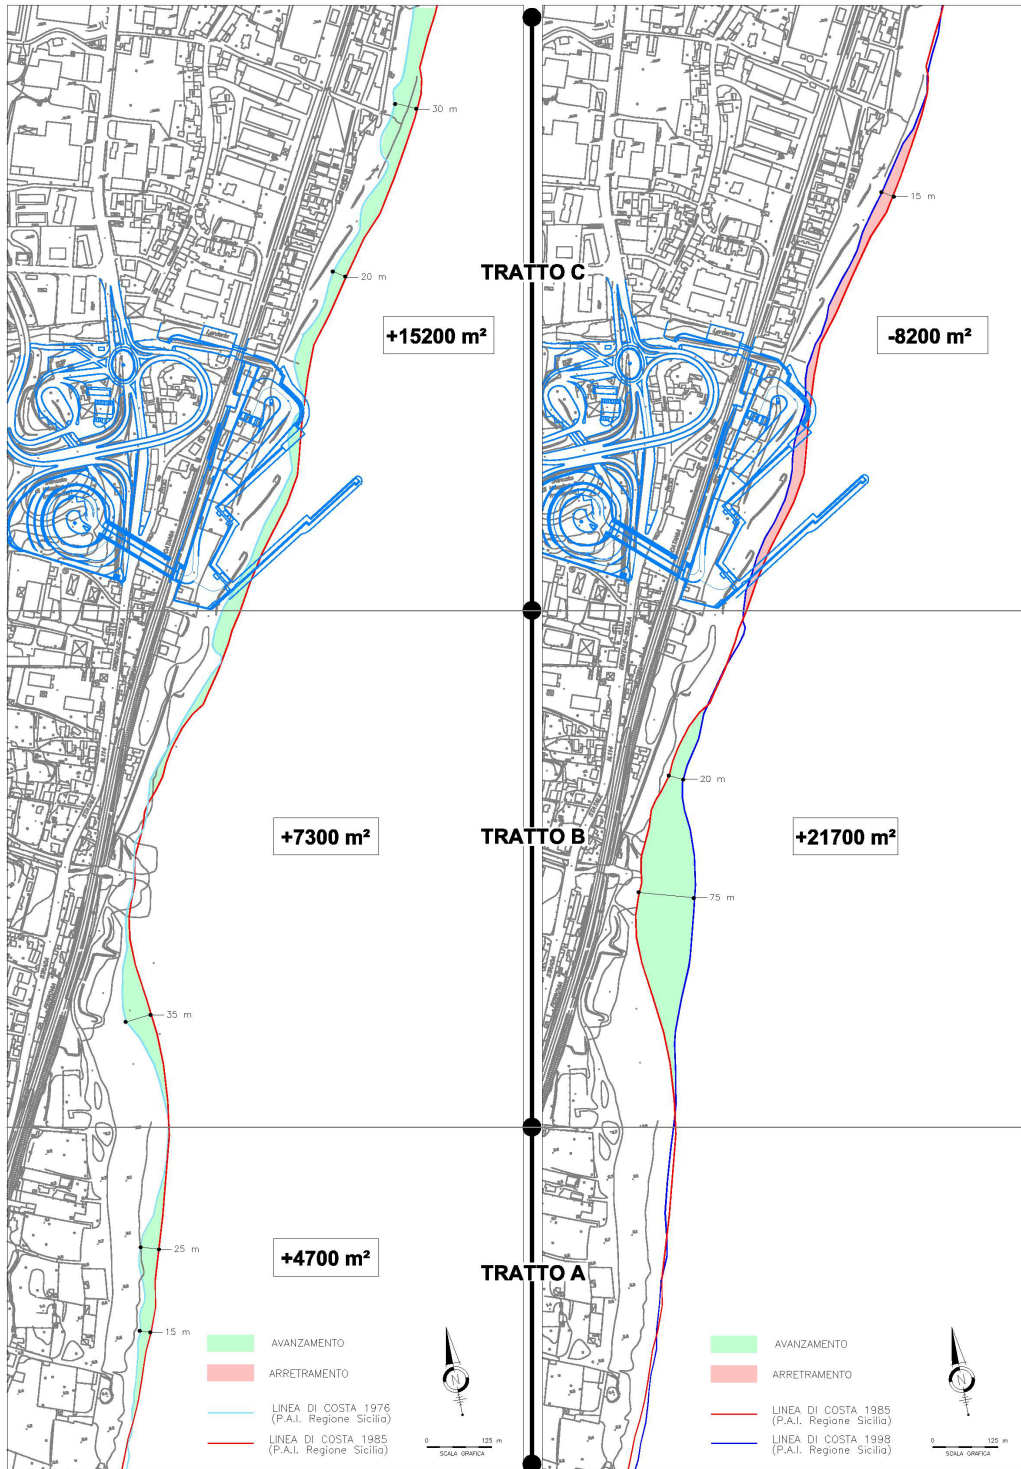 30 m
20 m
+15200 m²
TRATTO C
15 m
-8200 m²
+7300 m²
TRATTO B
20 m
+21700 m²
75 m
35 m
25 m
+4700 m²
TRATTO A
15 m
AVANZAMENTO
ARRETRAMENTO
LINEA DI COSTA 1976
(P.A.I. Regione Sicilia)
LINEA DI COSTA 1985
(P.A.I. Regione Sicilia)
N
0 125 m
SCALA GRAFICA
AVANZAMENTO
ARRETRAMENTO
LINEA DI COSTA 1985
(P.A.I. Regione Sicilia)
LINEA DI COSTA 1998
(P.A.I. Regione Sicilia)
N
0 125 m
SCALA GRAFICA